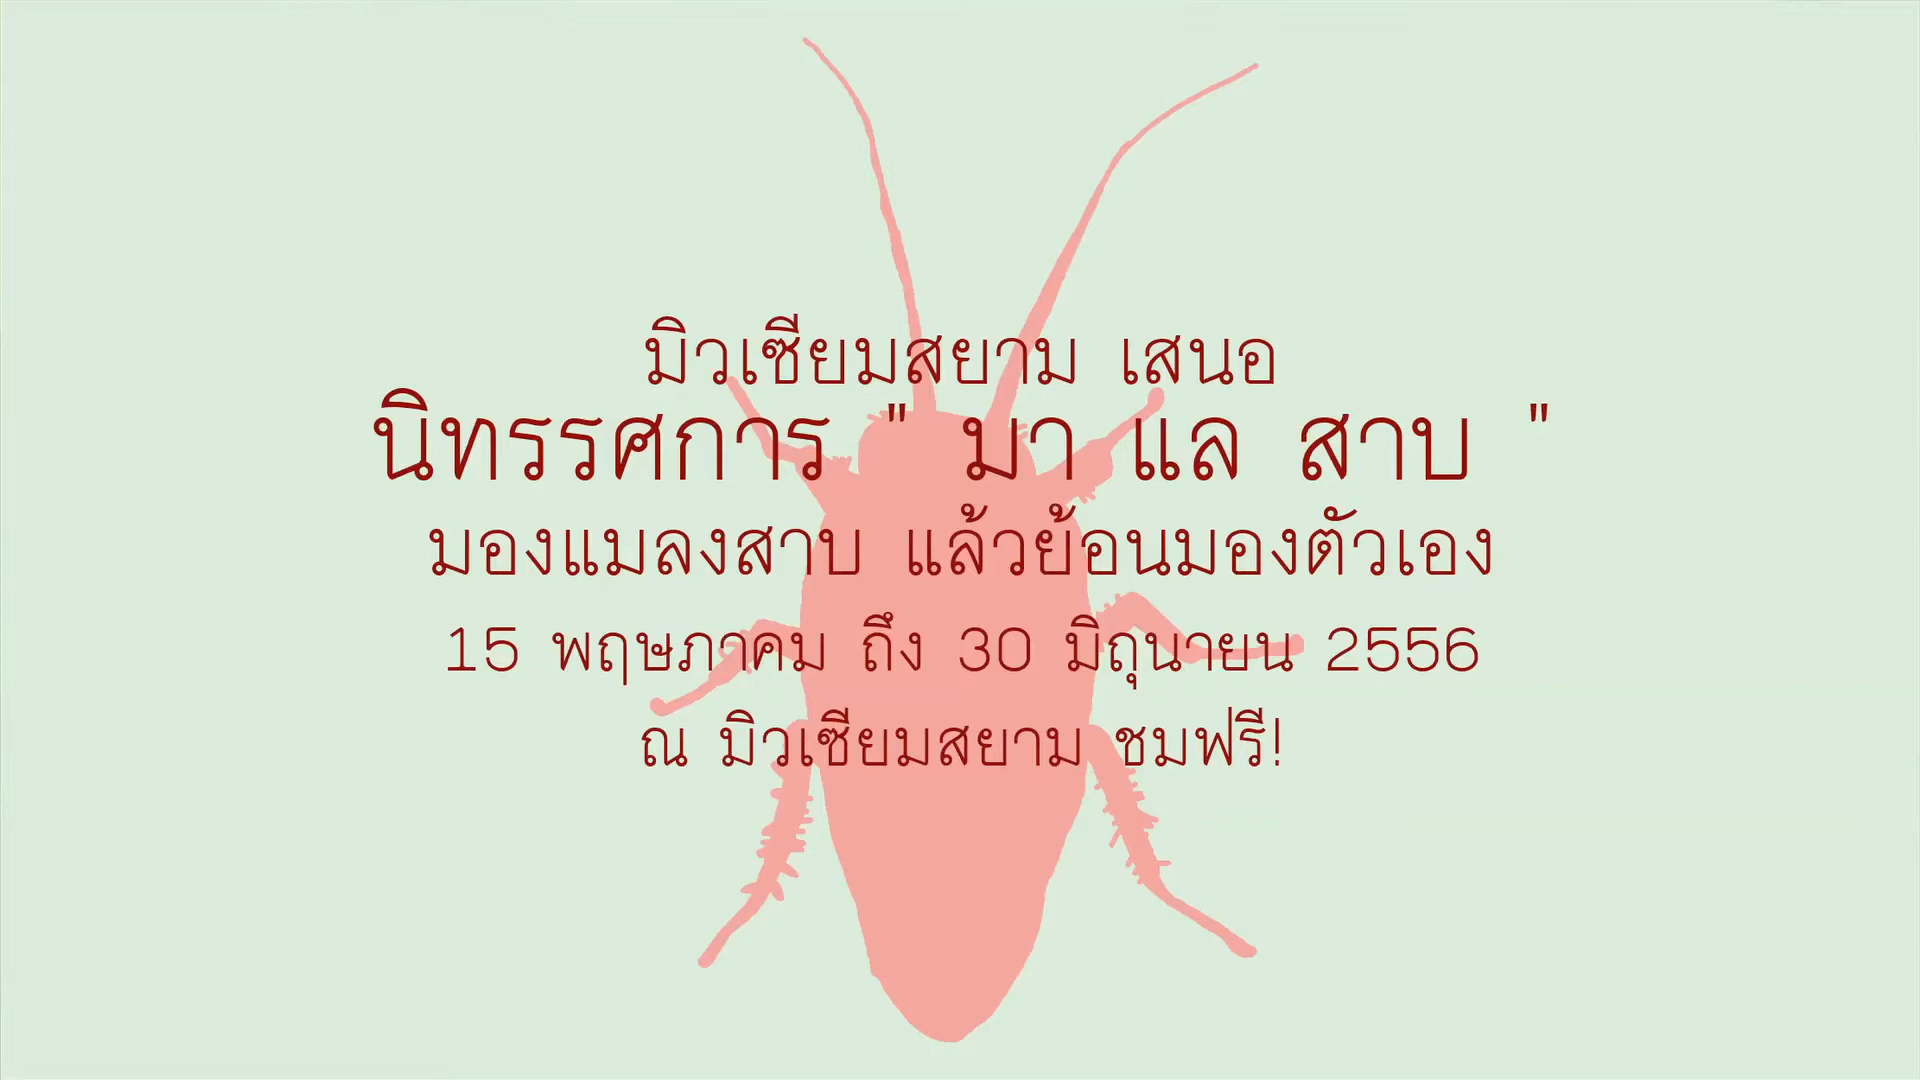 มิวเซียมสยาม เสนอ
นิทรรศการ " มา แล สาบ "
มองแมลงสาบ แล้วย้อนมองตัวเอง
15 พฤษภาคม ถึง 30 มิถุนายน 2556
ณ มิวเซียมสยาม ชมฟรี!